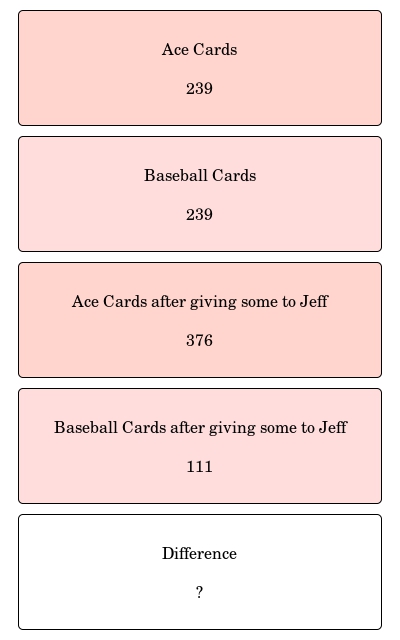 Ace Cards
239
Baseball Cards
239
Ace Cards after giving some to Jeff
376
Baseball Cards after giving some to Jeff
111
Difference
?